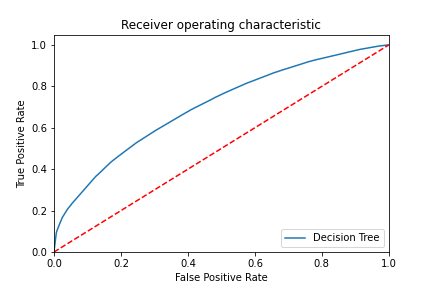 Receiver operating characteristic
True Positive Rate
1.0
0.8
0.6
0.4
0.2
0.0
0.0 0.2 0.4 0.6 0.8 1.0
False Positive Rate
Decision Tree